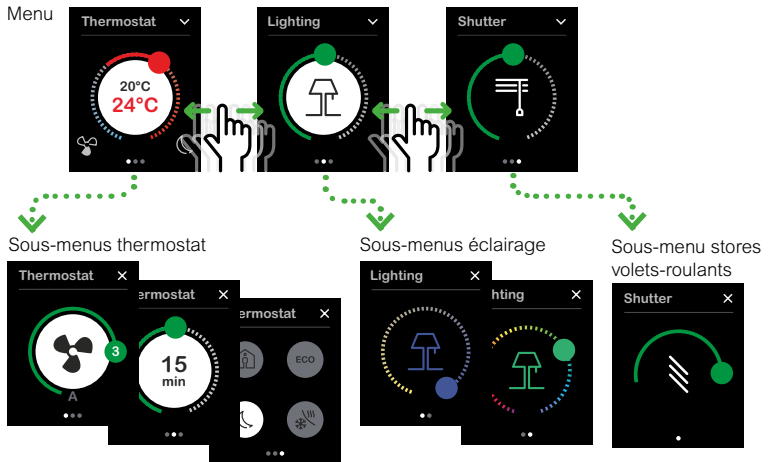 Menu
Thermostat
20°C
24°C
Lighting
Shutter
Sous-menus thermostat
Thermostat
3
A
ermostat
15
min
ermostat
ECO
Sous-menus éclairage
Lighting
hting
Sous-menu stores
volets-roulants
Shutter